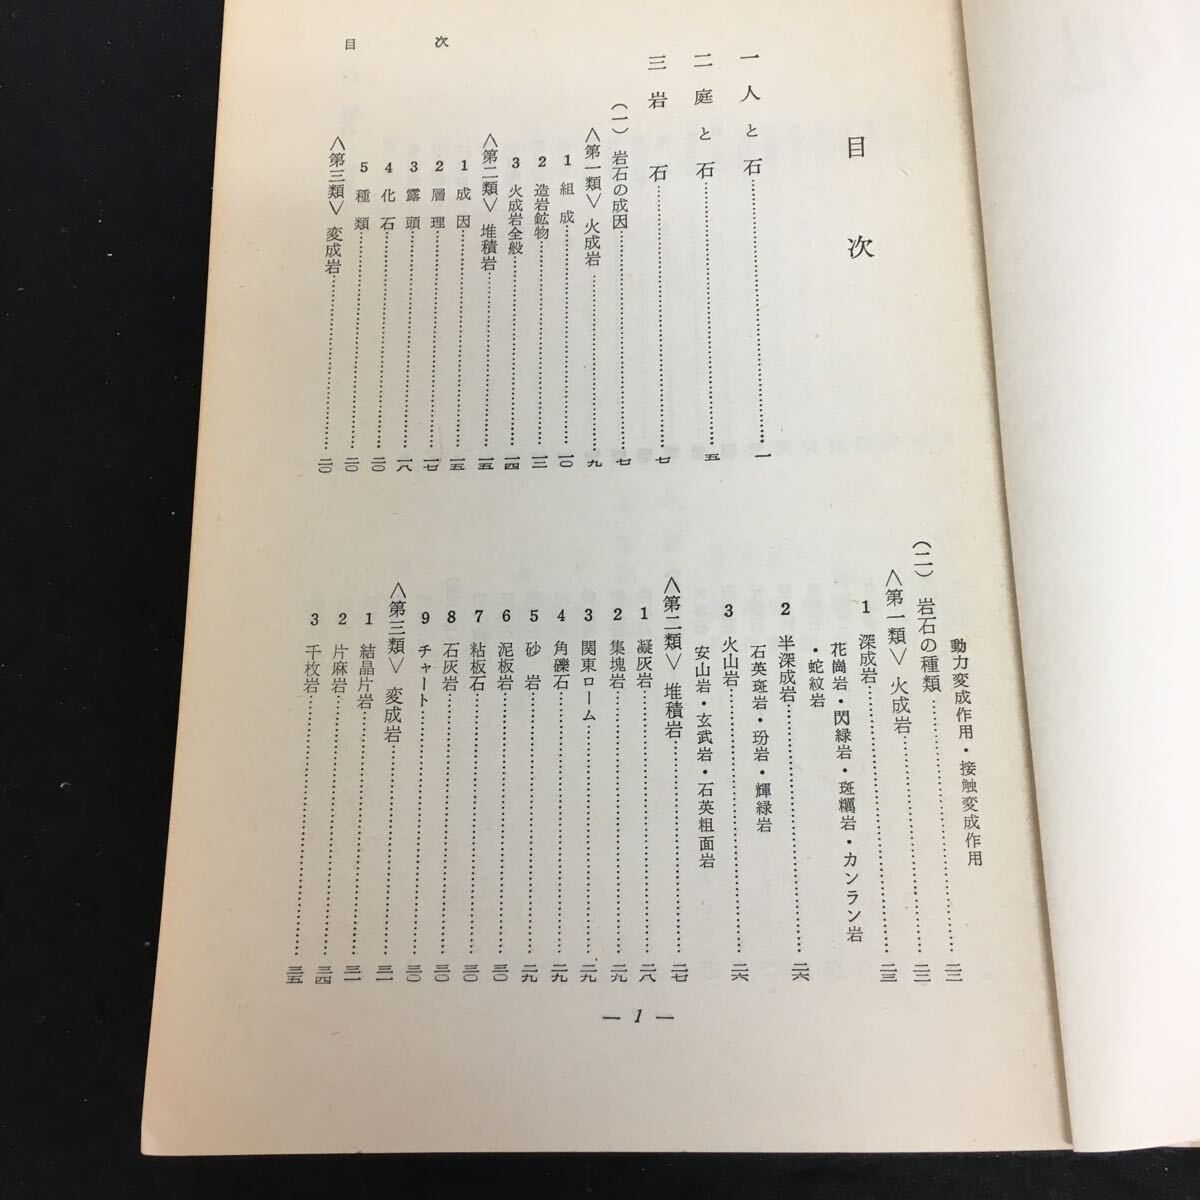 目次
目次
一 人と石……一
二 庭と石……五
三 岩石……七
(一) 岩石の成因……七
〈第一類〉火成岩……九
1 組成……一〇
2 造岩鉱物……一三
3 火成岩全般……一四
〈第二類〉堆積岩……一五
1 成因……一五
2 層理……一七
3 露頭……一八
4 化石……二〇
5 種類……二〇
〈第三類〉変成岩……二〇
動力変成作用・接触変成作用
(二) 岩石の種類……二二
〈第一類〉火成岩……二三
1 深成岩……二三
花崗岩・閃緑岩・斑糲岩・カンラン岩
・蛇紋岩
2 半深成岩……二六
石英斑岩・玢岩・輝緑岩
3 火山岩……二六
安山岩・玄武岩・石英粗面岩
〈第二類〉堆積岩……二七
1 凝灰岩……二八
2 集塊岩……二九
3 関東ローム……二九
4 角礫石……二九
5 砂岩……二九
6 泥板岩……三〇
7 粘板石……三〇
8 石灰岩……三〇
9 チャート……三〇
〈第三類〉変成岩……三一
1 結晶片岩……三一
2 片麻岩……三四
3 千枚岩……三五
— 1 —